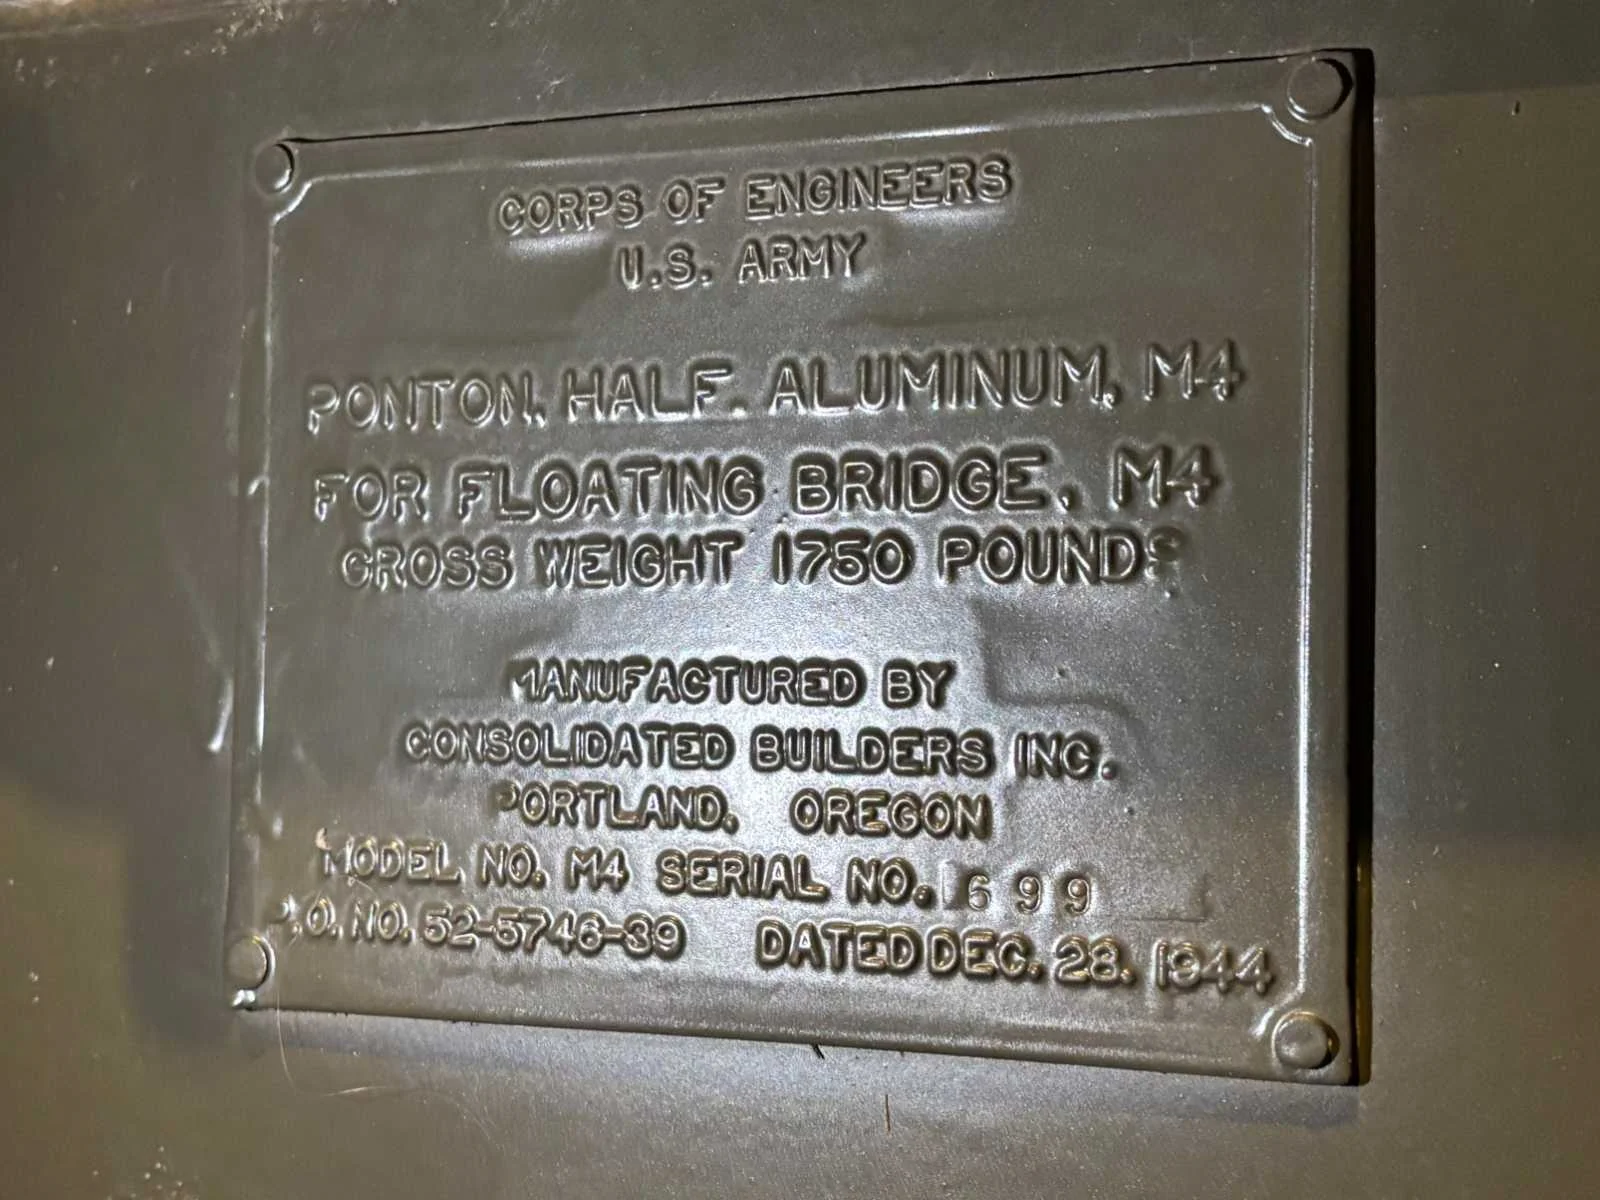 CORPS OF ENGINEERS
U.S. ARMY
PONTON, HALF, ALUMINUM, M4
FOR FLOATING BRIDGE, M4
GROSS WEIGHT 1750 POUNDS
MANUFACTURED BY
CONSOLIDATED BUILDERS INC.
PORTLAND, OREGON
MODEL NO. M4 SERIAL NO. 699
P.O. NO. 52-5746-39 DATED DEC. 28, 1944